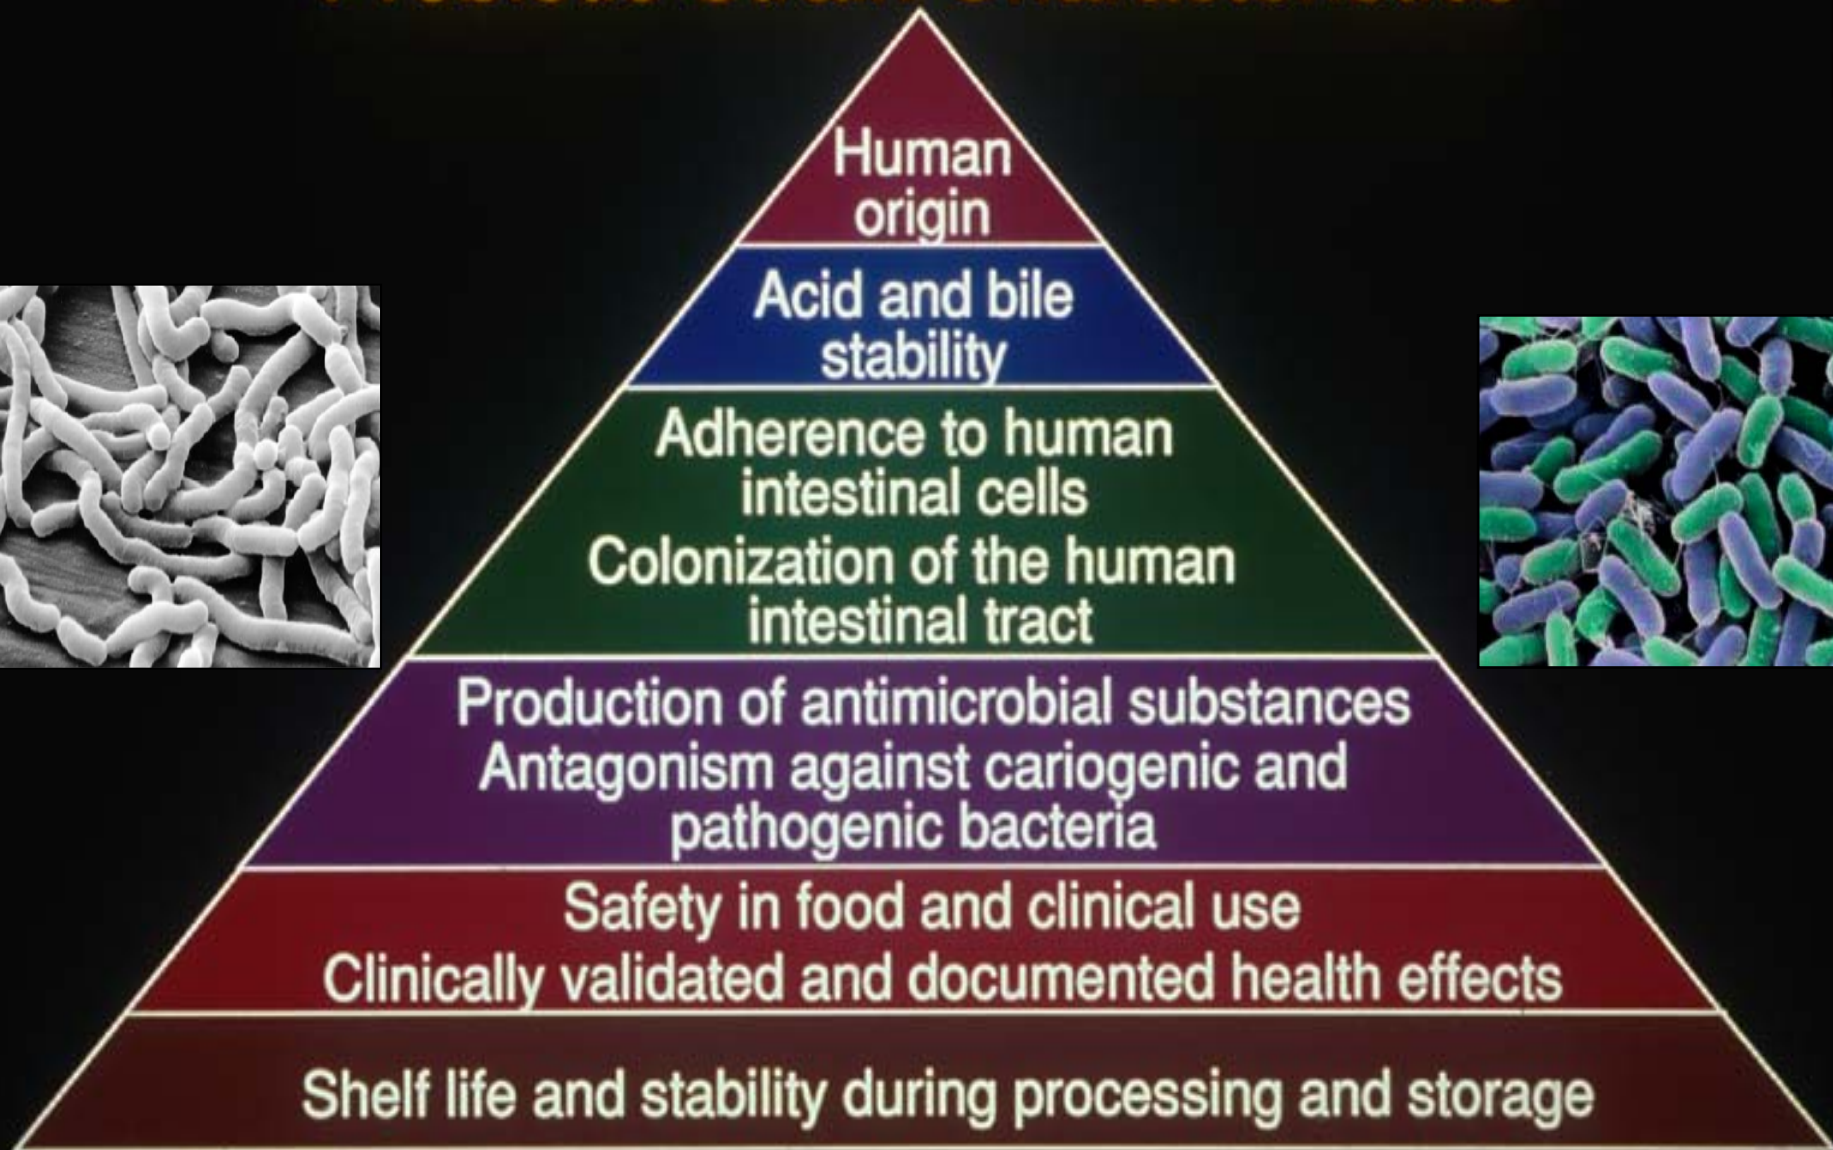 Human
origin
Acid and bile
stability
Adherence to human
intestinal cells
Colonization of the human
intestinal tract
Production of antimicrobial substances
Antagonism against cariogenic and
pathogenic bacteria
Safety in food and clinical use
Clinically validated and documented health effects
Shelf life and stability during processing and storage